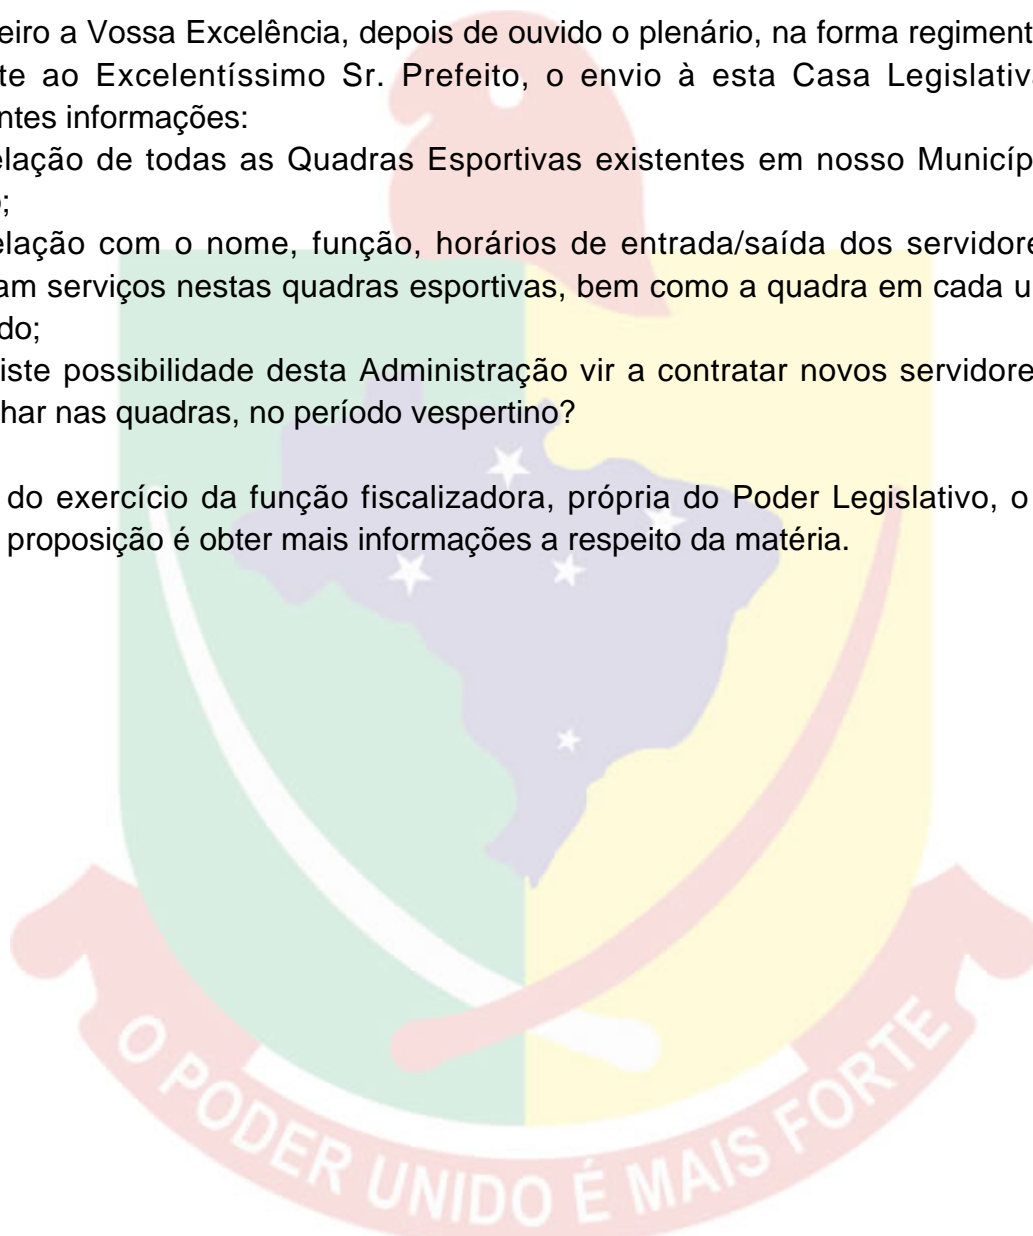 eiro a Vossa Excelência, depois de ouvido o plenário, na forma regiment
te ao Excelentíssimo Sr. Prefeito, o envio à esta Casa Legislativa
ntes informações:
elação de todas as Quadras Esportivas existentes em nosso Municíp
o;
elação com o nome, função, horários de entrada/saída dos servidore
am serviços nestas quadras esportivas, bem como a quadra em cada u
do;
iste possibilidade desta Administração vir a contratar novos servidore
har nas quadras, no período vespertino?
do exercício da função fiscalizadora, própria do Poder Legislativo, o
proposição é obter mais informações a respeito da matéria.
O PODER UNIDO É MAIS FORTE